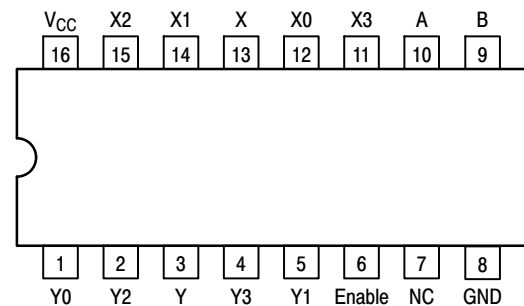 V_CC X2 X1 X X0 X3 A B
16 15 14 13 12 11 10 9
1 2 3 4 5 6 7 8
Y0 Y2 Y Y3 Y1 Enable NC GND